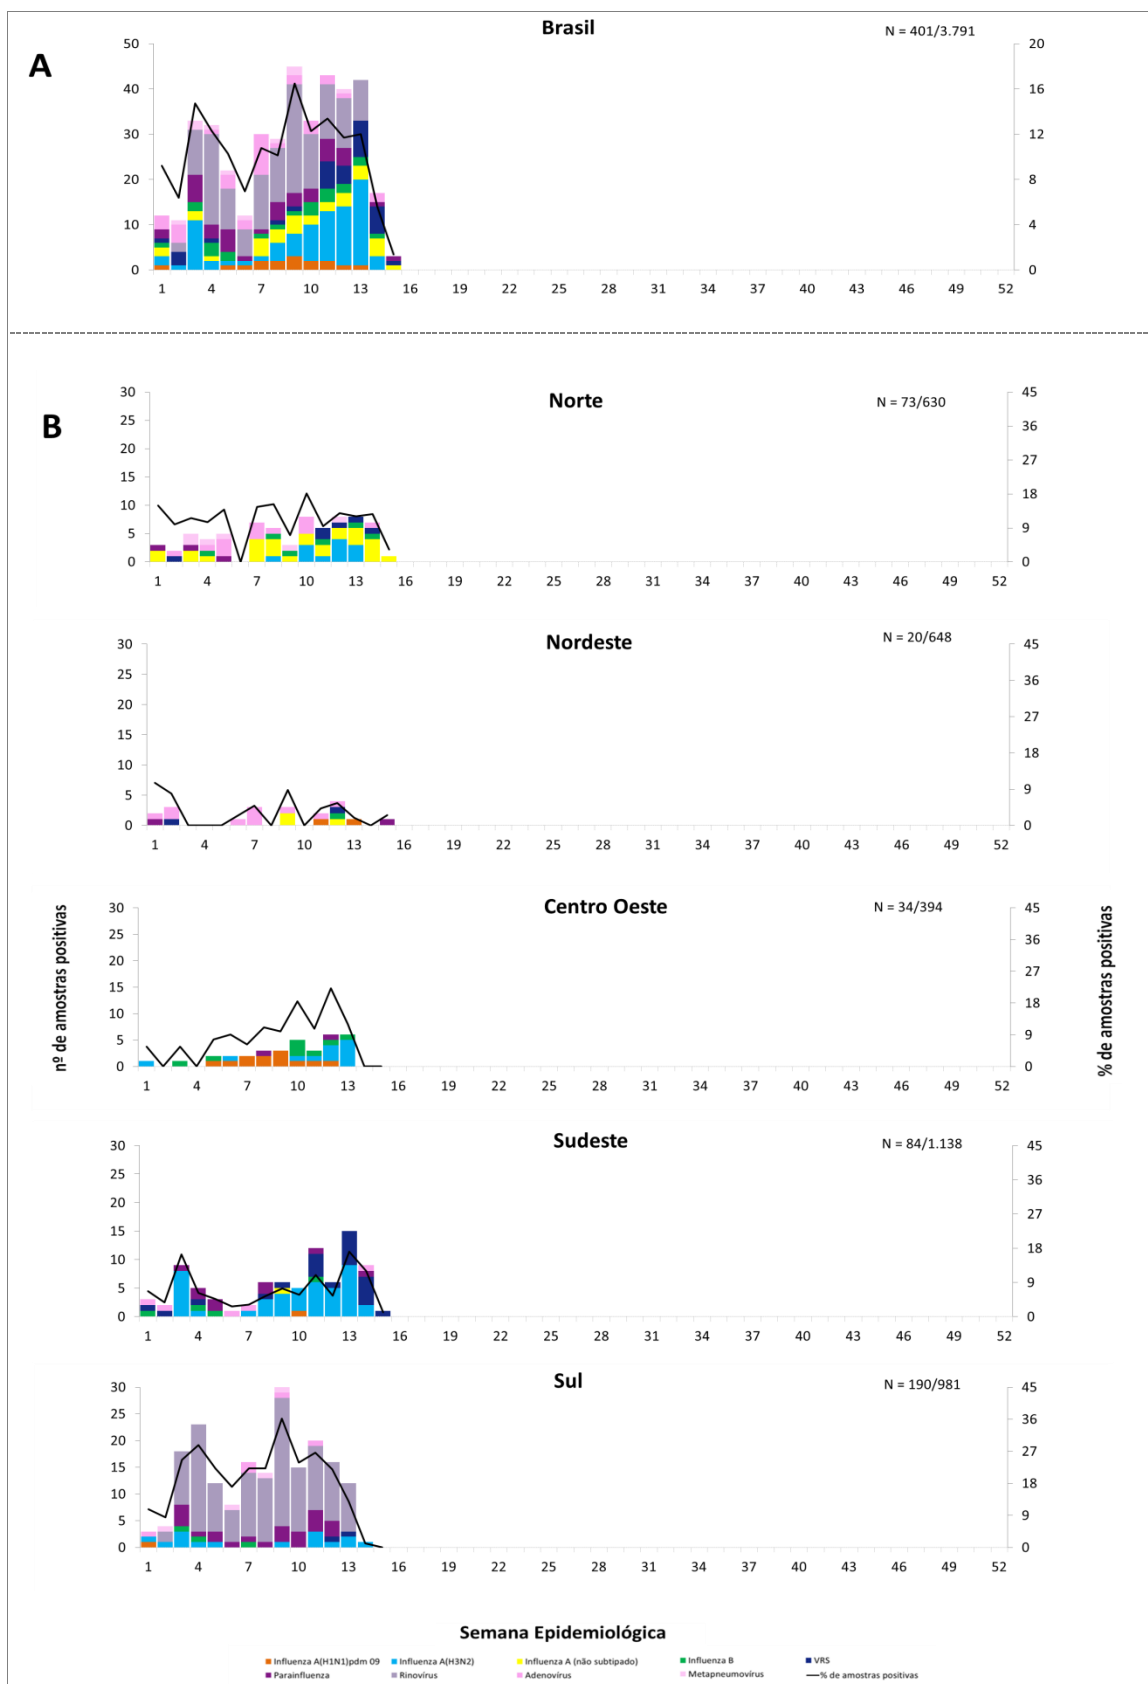 Brasil
N = 401/3.791
A
50 20
40 16
30 12
20 8
10 4
0 0
1 4 7 10 13 16 19 22 25 28 31 34 37 40 43 46 49 52
B
Norte
N = 73/630
30 45
25 36
20 27
15 18
10 9
5 0
0
1 4 7 10 13 16 19 22 25 28 31 34 37 40 43 46 49 52
Nordeste
N = 20/648
30 45
25 36
20 27
15 18
10 9
5 0
0
1 4 7 10 13 16 19 22 25 28 31 34 37 40 43 46 49 52
nº de amostras positivas
Centro Oeste
N = 34/394
30 45
25 36
20 27
15 18
10 9
5 0
0
1 4 7 10 13 16 19 22 25 28 31 34 37 40 43 46 49 52
% de amostras positivas
Sudeste
N = 84/1.138
30 45
25 36
20 27
15 18
10 9
5 0
0
1 4 7 10 13 16 19 22 25 28 31 34 37 40 43 46 49 52
Sul
N = 190/981
30 45
25 36
20 27
15 18
10 9
5 0
0
1 4 7 10 13 16 19 22 25 28 31 34 37 40 43 46 49 52
Semana Epidemiológica
Influenza A(H1N1)pdm 09 Influenza A(H3N2) Influenza A (não subtipado) Influenza B VRS
Parainfluenza Rinovírus Adenovírus Metapneumovírus % de amostras positivas